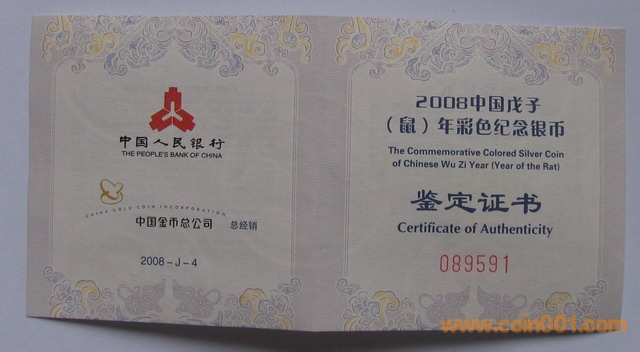 中国人民银行
THE PEOPLE'S BANK OF CHINA
CHINA GOLD COIN INCORPORATION
中国金币总公司 总经销
2008-J-4
2008中国戊子
（鼠）年彩色纪念银币
The Commemorative Colored Silver Coin
of Chinese Wu Zi Year (Year of the Rat)
鉴定证书
Certificate of Authenticity
089591
www.coin001.com